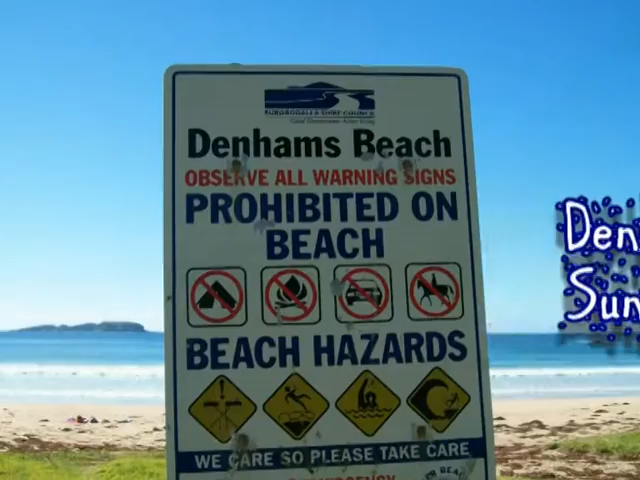 EUROBODALLA SHIRE COUNCIL
Denhams Beach
OBSERVE ALL WARNING SIGNS
PROHIBITED ON
BEACH
BEACH HAZARDS
WE CARE SO PLEASE TAKE CARE
EMERGENCY
Den
Sun